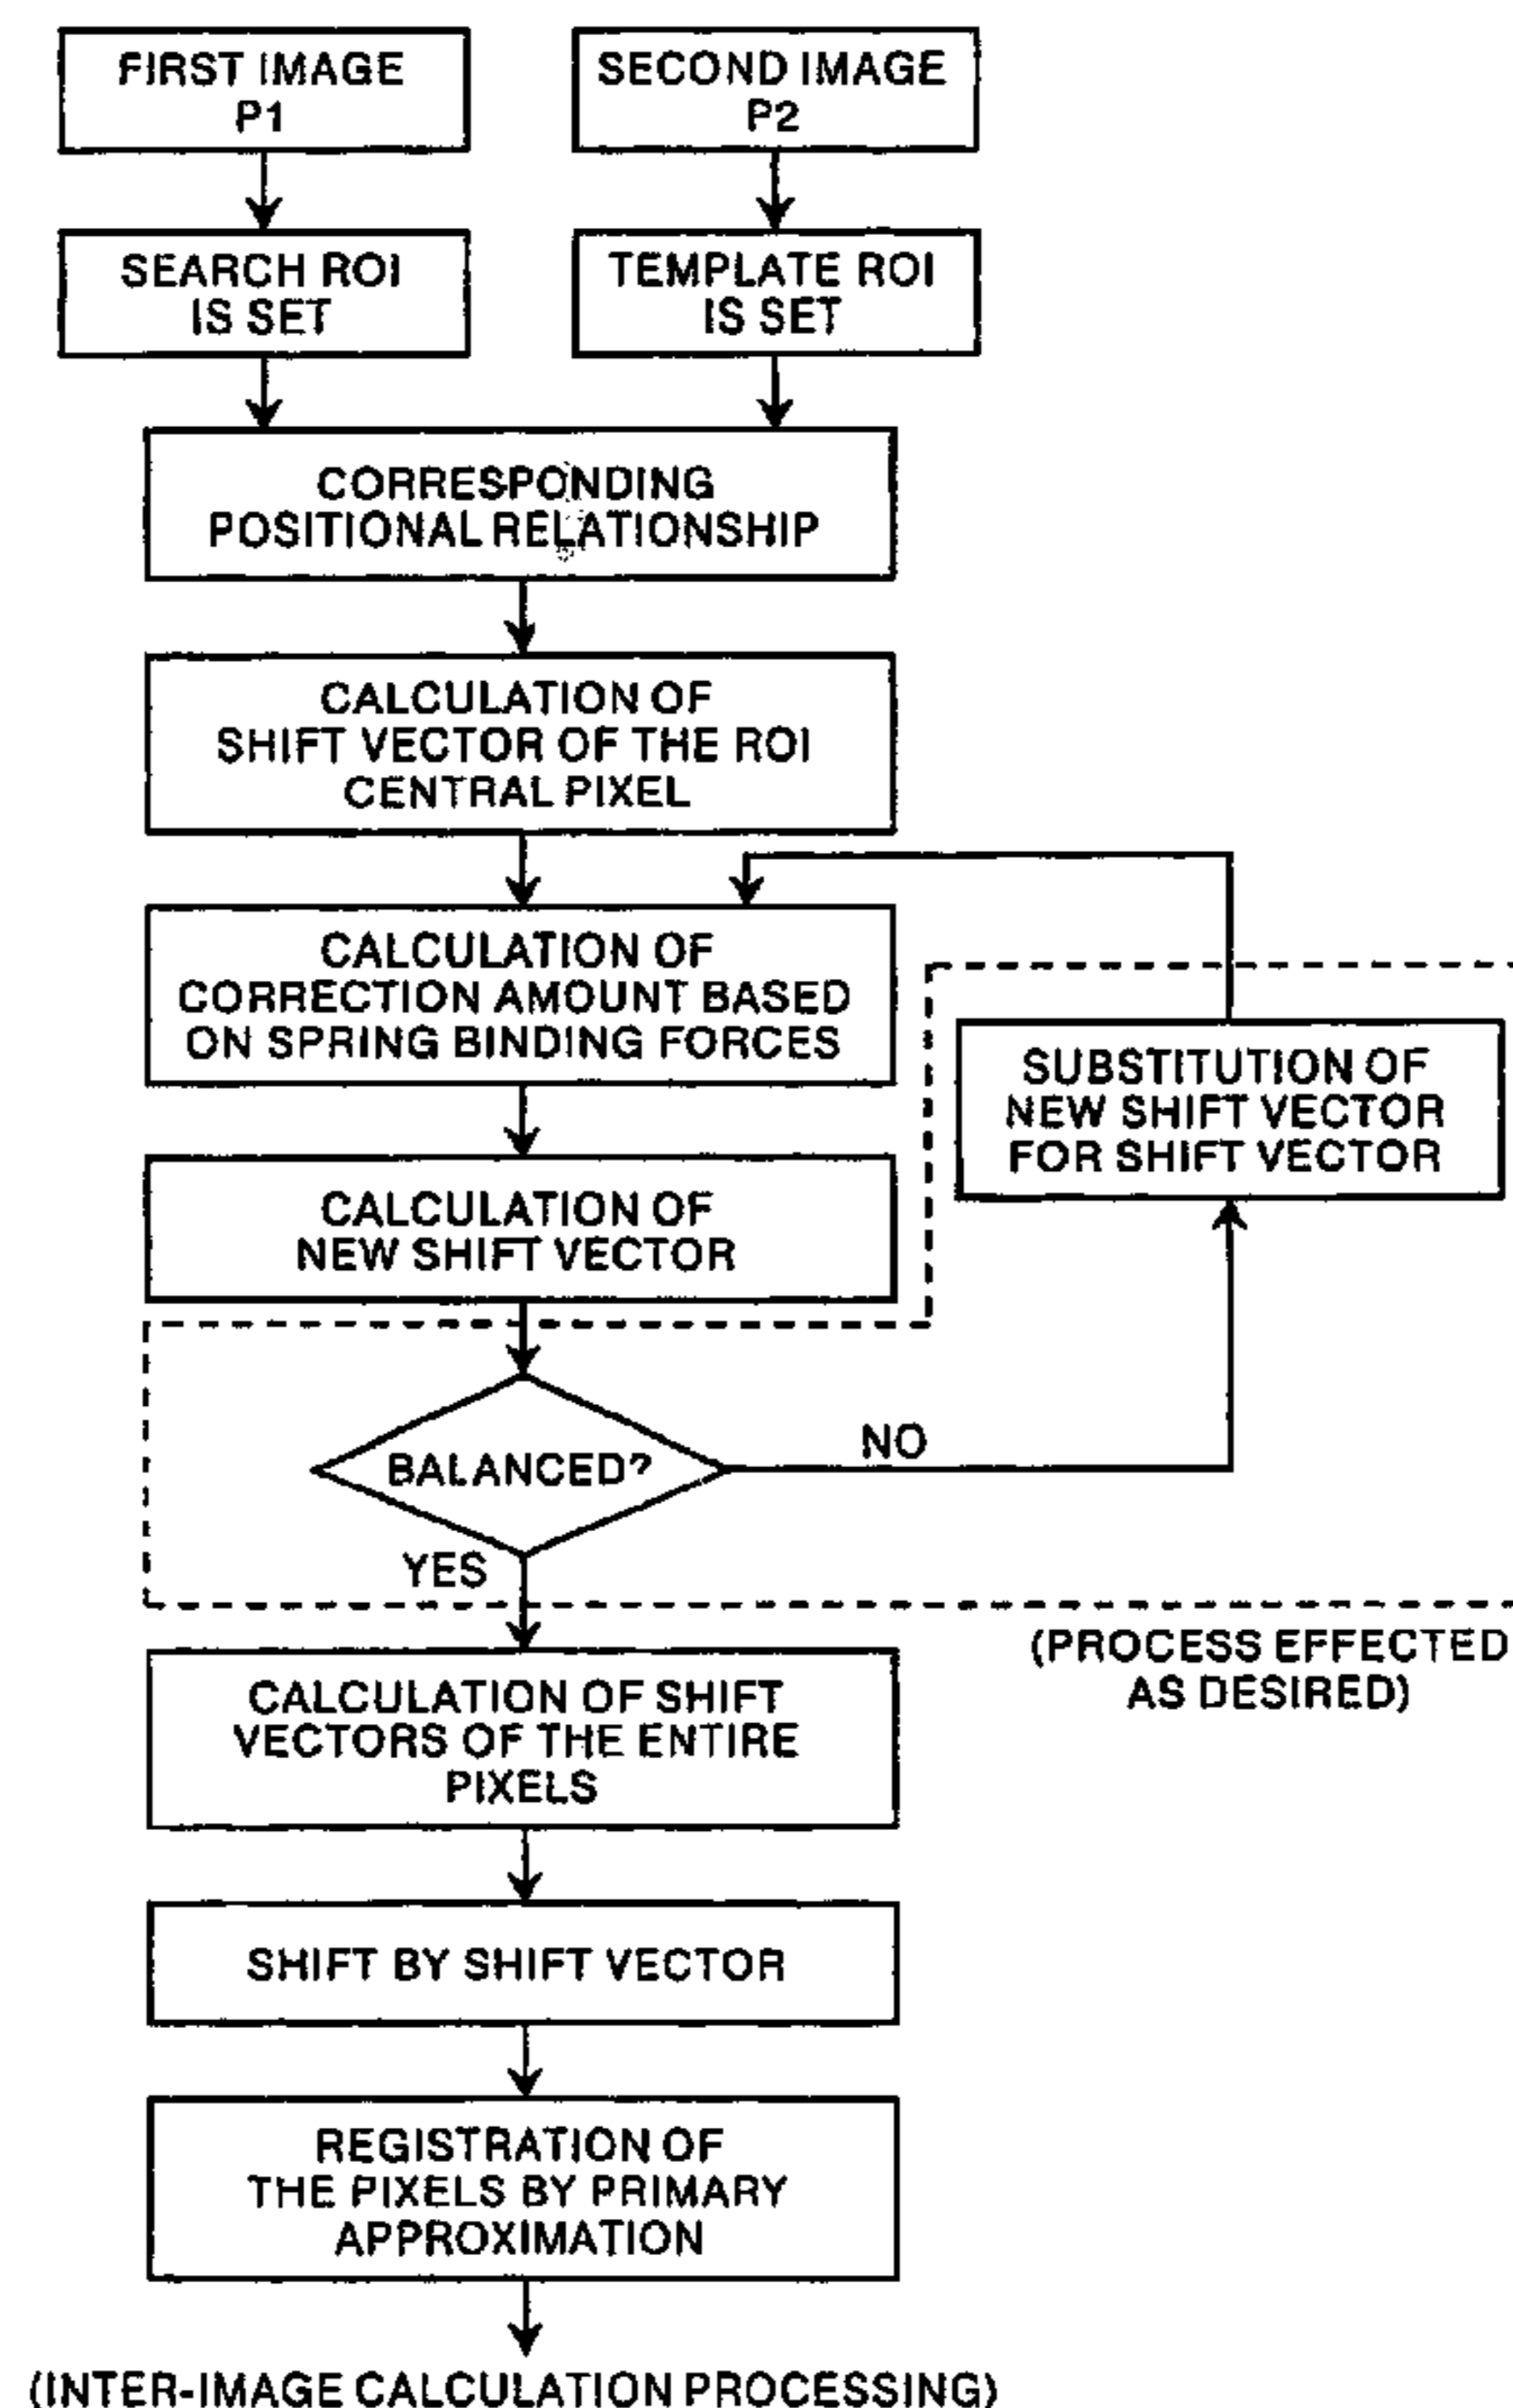 FIRST IMAGE
P1
SECOND IMAGE
P2
SEARCH ROI
IS SET
TEMPLATE ROI
IS SET
CORRESPONDING
POSITIONAL RELATIONSHIP
CALCULATION OF
SHIFT VECTOR OF THE ROI
CENTRAL PIXEL
CALCULATION OF
CORRECTION AMOUNT BASED
ON SPRING BINDING FORCES
SUBSTITUTION OF
NEW SHIFT VECTOR
FOR SHIFT VECTOR
CALCULATION OF
NEW SHIFT VECTOR
BALANCED?
NO
YES
(PROCESS EFFECTED
AS DESIRED)
CALCULATION OF SHIFT
VECTORS OF THE ENTIRE
PIXELS
SHIFT BY SHIFT VECTOR
REGISTRATION OF
THE PIXELS BY PRIMARY
APPROXIMATION
(INTER-IMAGE CALCULATION PROCESSING)